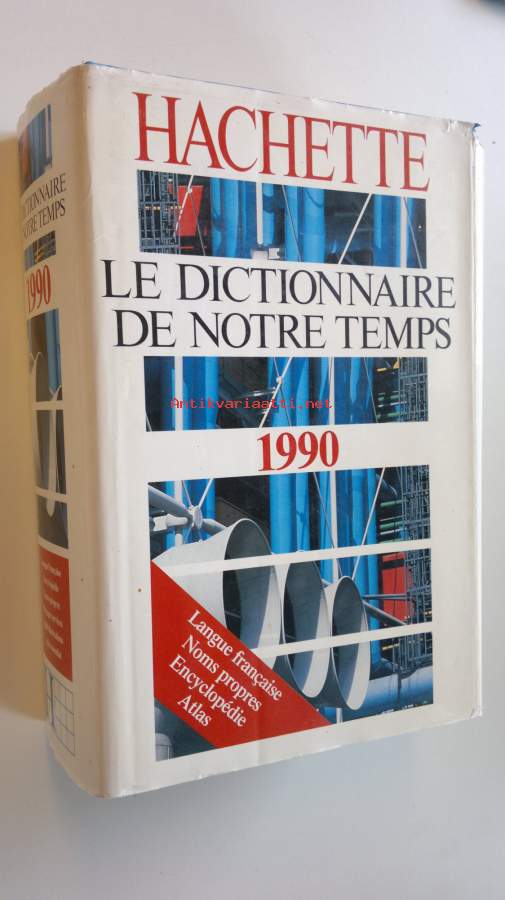 HACHETTE
LE DICTIONNAIRE
DE NOTRE TEMPS
1990
Langue française
Noms propres
Encyclopédie
Atlas
DICTIONNAIRE
NOTRE TEMPS
1990
Antikvariaatti.net